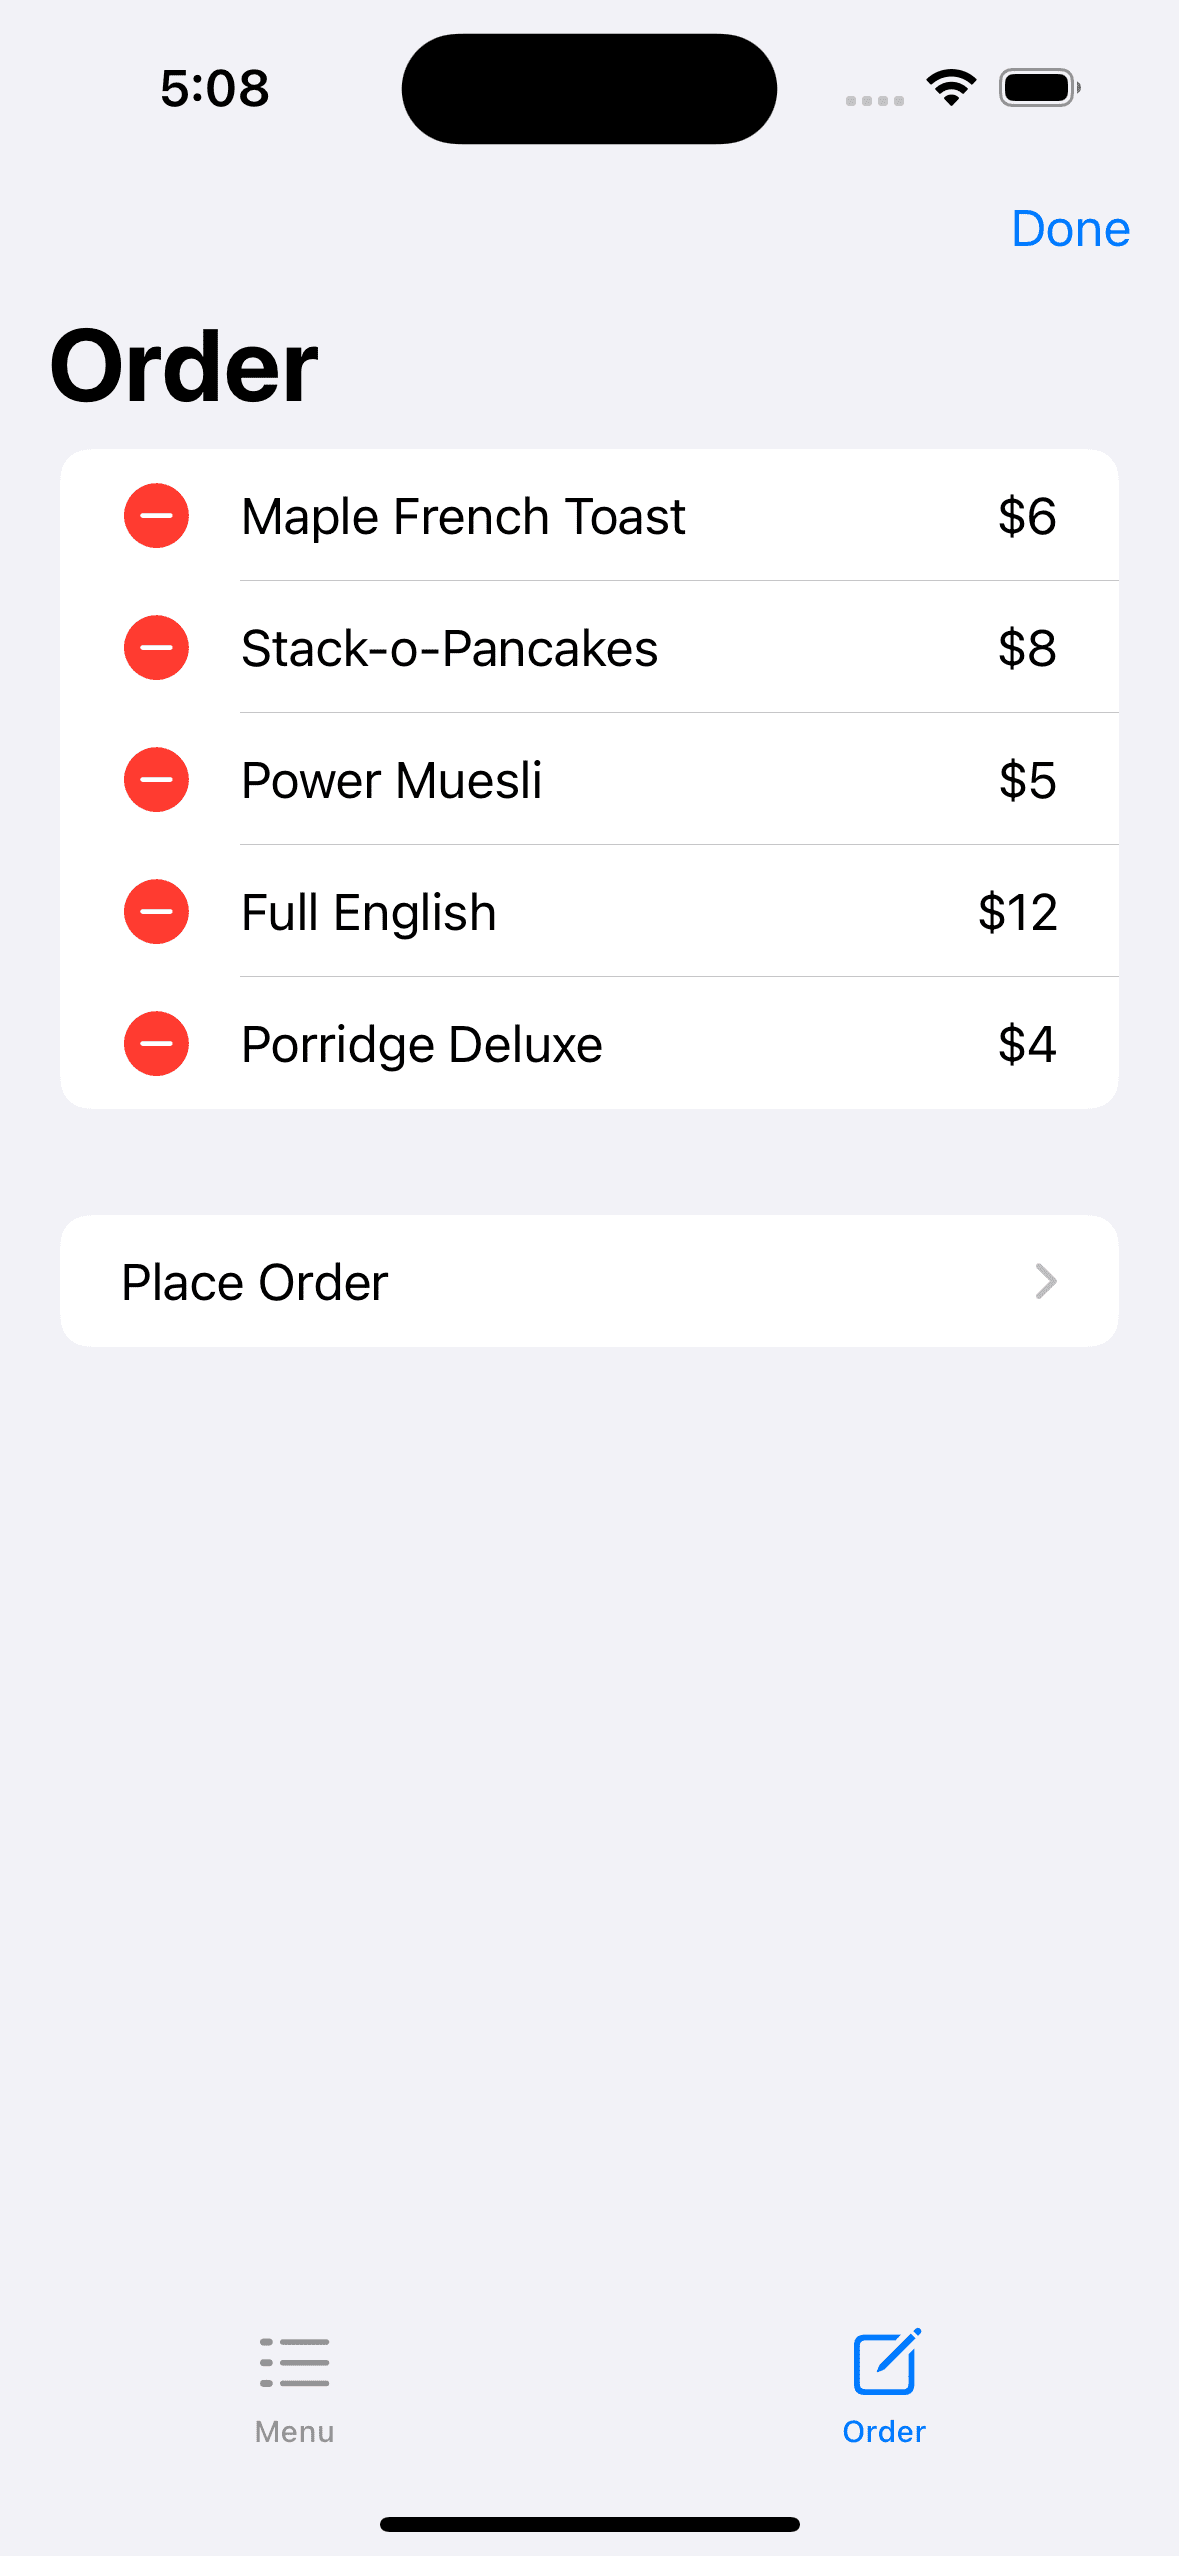 5:08
Done
Order
Maple French Toast $6
Stack-o-Pancakes $8
Power Muesli $5
Full English $12
Porridge Deluxe $4
Place Order
Menu Order